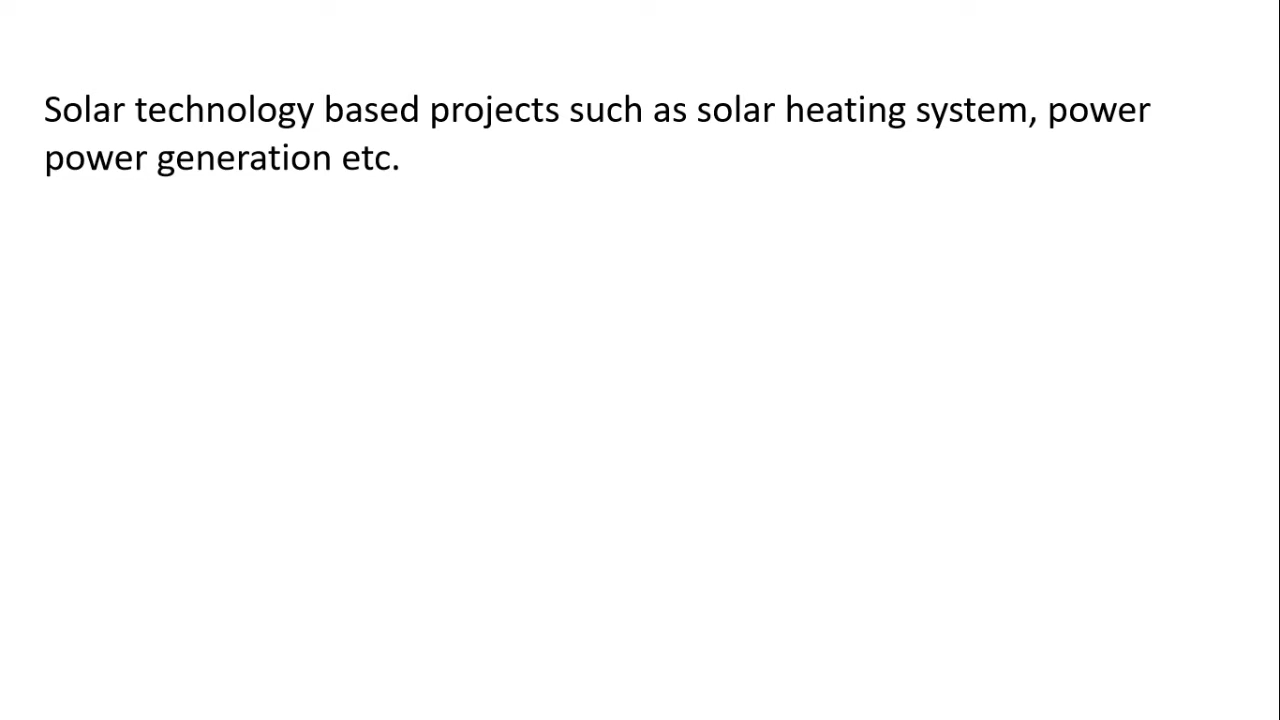 Solar technology based projects such as solar heating system, power
power generation etc.